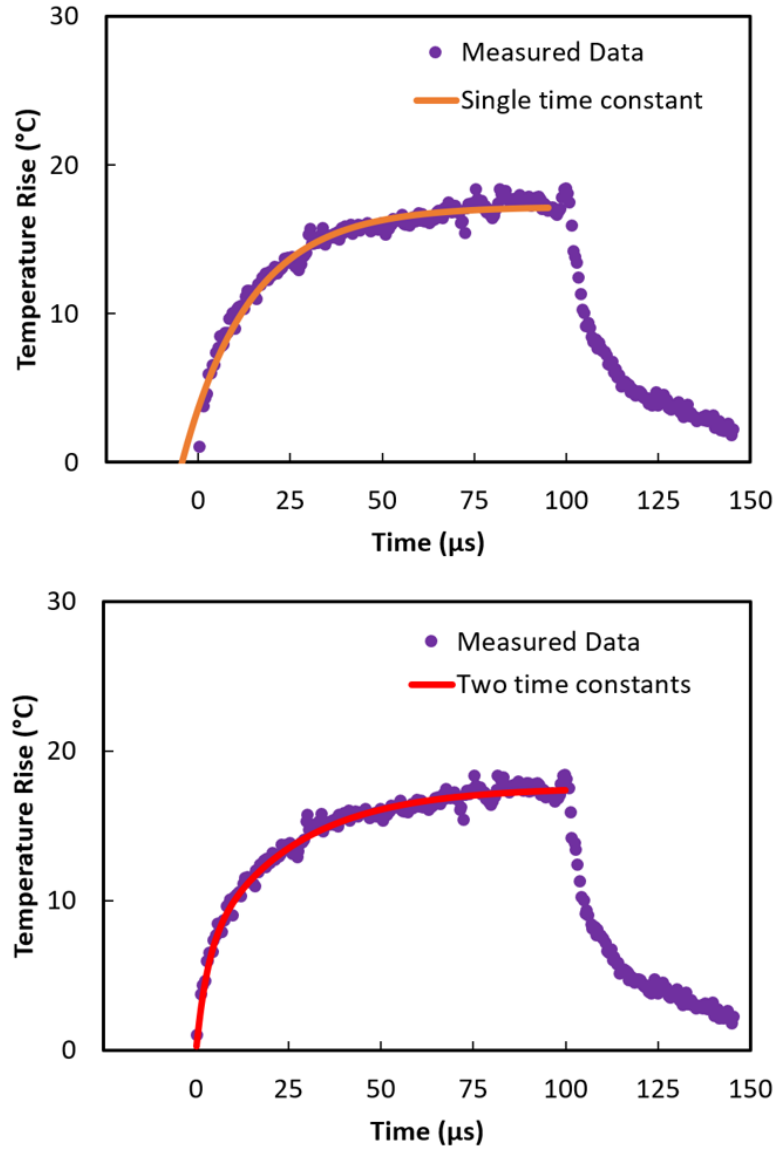 30
Measured Data
Single time constant
20
10
0
Temperature Rise (°C)
0 25 50 75 100 125 150
Time (µs)
30
Measured Data
Two time constants
20
10
0
Temperature Rise (°C)
0 25 50 75 100 125 150
Time (µs)